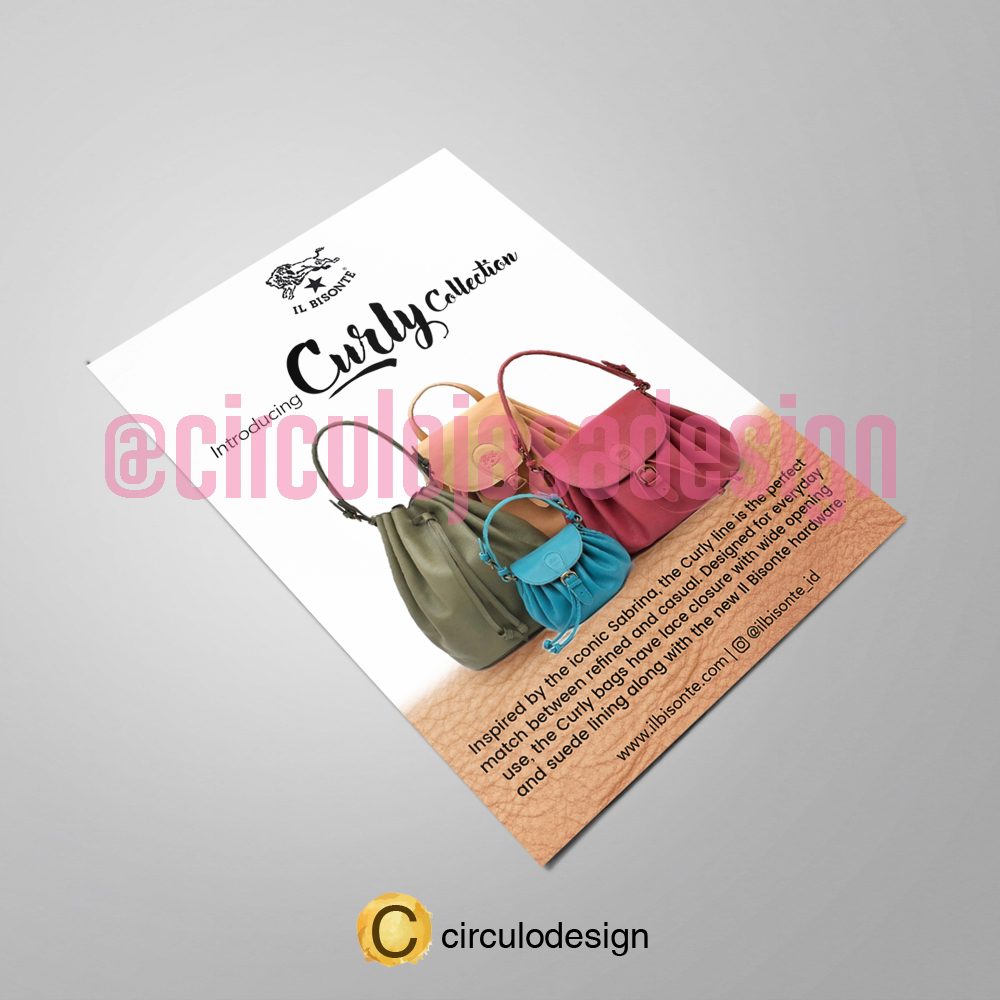 IL BISONTE®
Introducing Curly Collection
@circulojasadesign
Inspired by the iconic Sabrina, the Curly line is the perfect
match between refined and casual. Designed for everyday
use, the Curly bags have lace closure with wide opening
and suede lining along with the new Il Bisonte hardware.
www.ilbisonte.com | @ilbisonte_id
C circulodesign